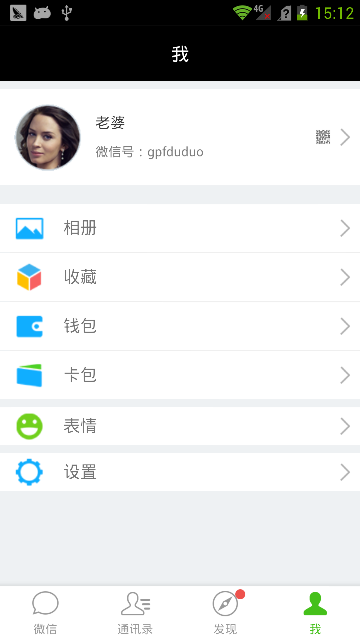 4G 15:12
我
老婆
微信号：gpfduduo
相册
收藏
钱包
卡包
表情
设置
微信 通讯录 发现 我